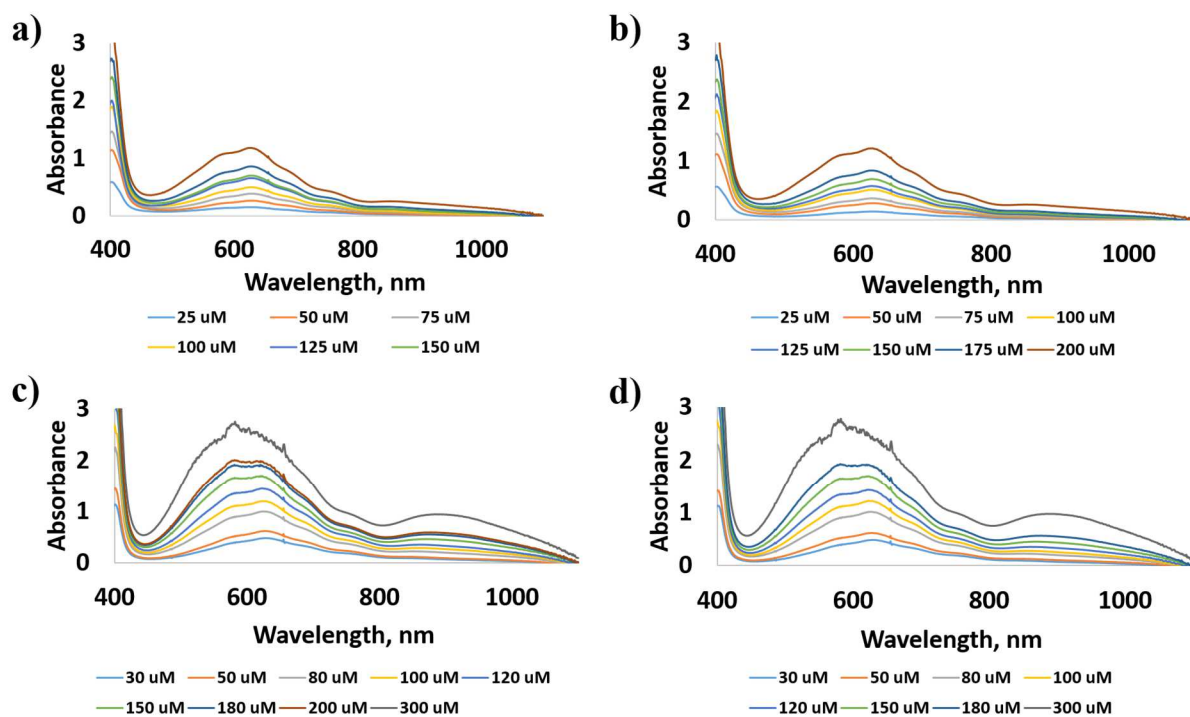 a)
3
2
1
0
Absorbance
400 600 800 1000
Wavelength, nm
25 uM 50 uM 75 uM
100 uM 125 uM 150 uM
b)
3
2
1
0
Absorbance
400 600 800 1000
Wavelength, nm
25 uM 50 uM 75 uM 100 uM
125 uM 150 uM 175 uM 200 uM
c)
3
2
1
0
Absorbance
400 600 800 1000
Wavelength, nm
30 uM 50 uM 80 uM 100 uM 120 uM
150 uM 180 uM 200 uM 300 uM
d)
3
2
1
0
Absorbance
400 600 800 1000
Wavelength, nm
30 uM 50 uM 80 uM 100 uM
120 uM 150 uM 180 uM 300 uM